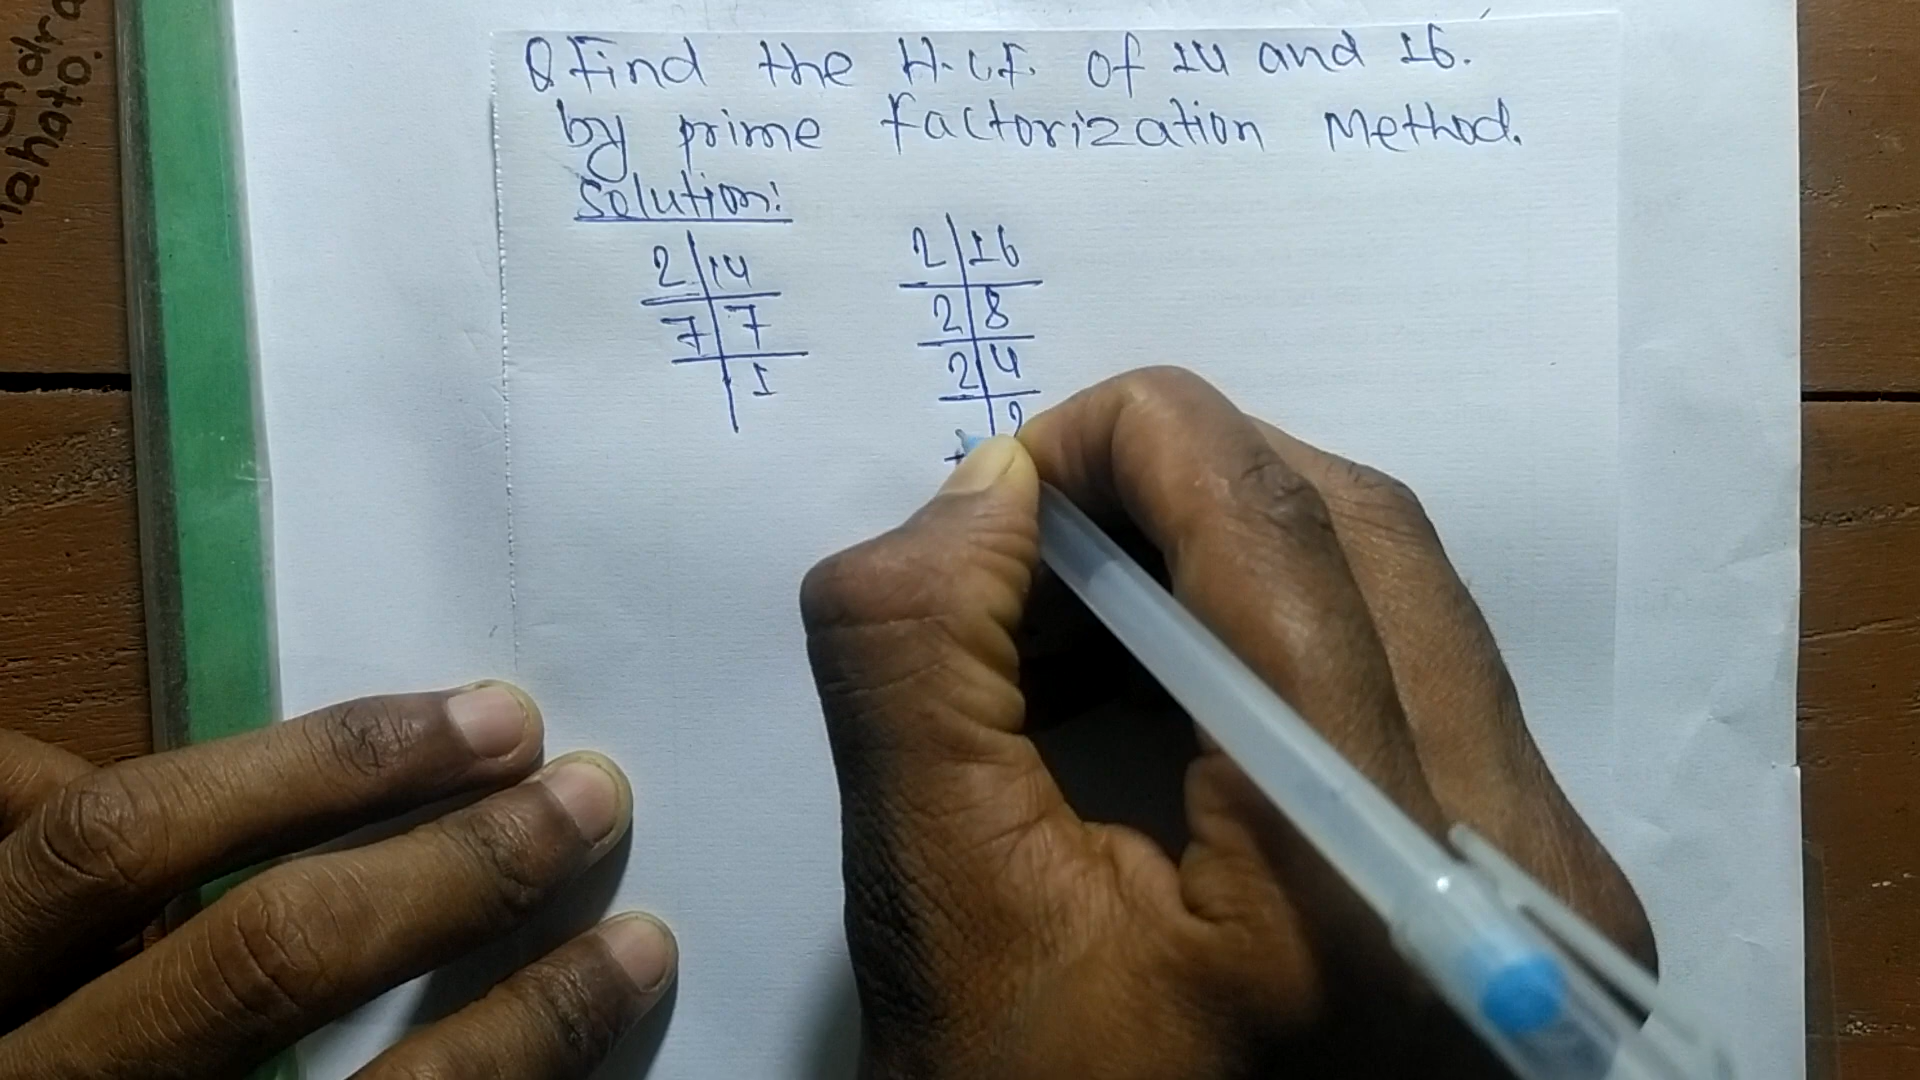 Q Find the H.C.F. of 14 and 16.
by prime factorization Method.
Solution:
2 14
7 7
1
2 16
2 8
2 4
2
mahato.